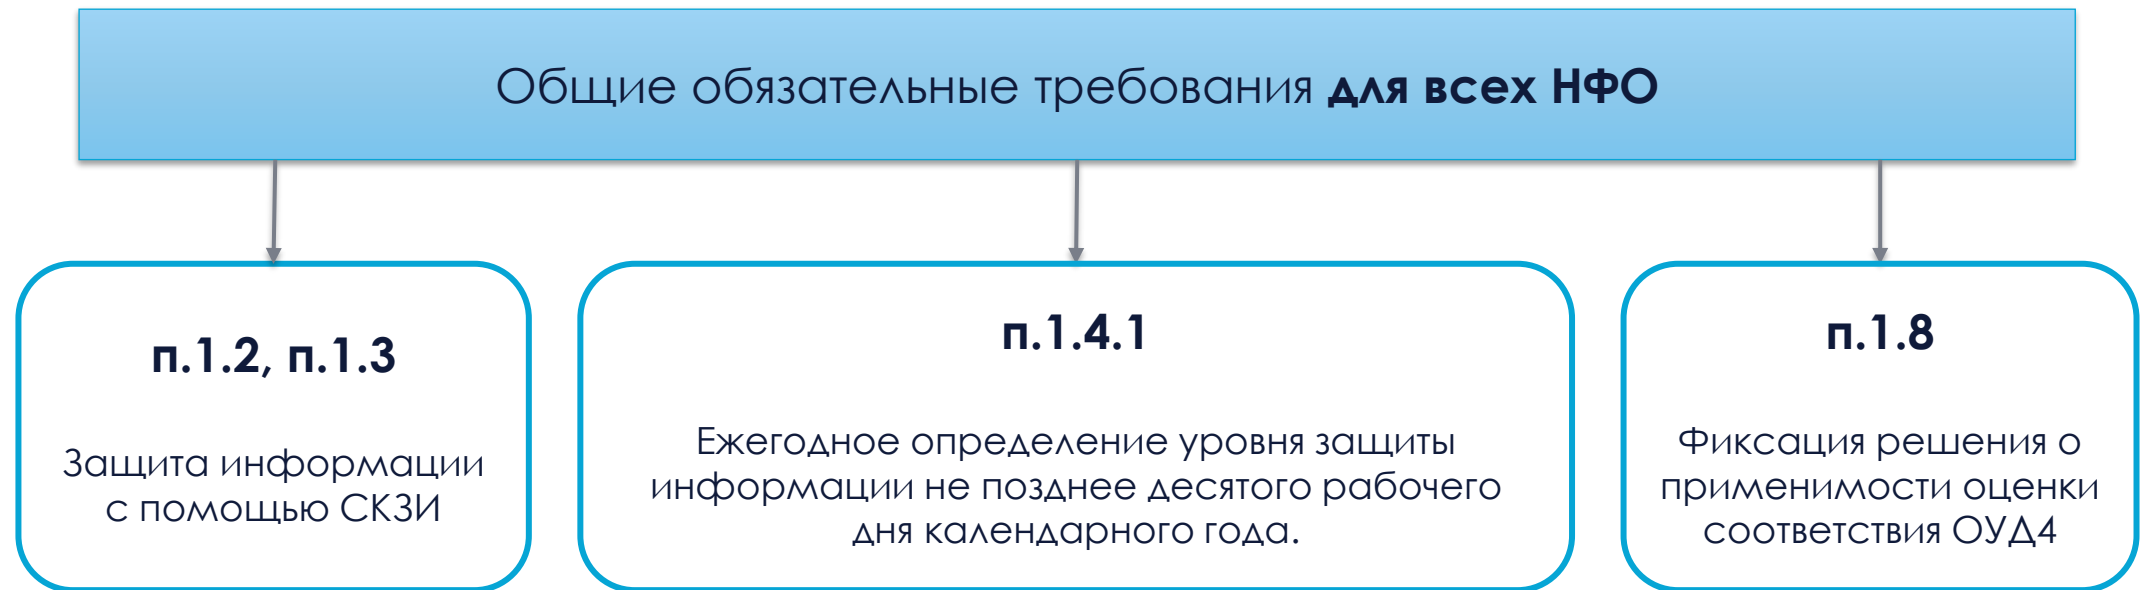 Общие обязательные требования для всех НФО
п.1.2, п.1.3
Защита информации
с помощью СКЗИ
п.1.4.1
Ежегодное определение уровня защиты
информации не позднее десятого рабочего
дня календарного года.
п.1.8
Фиксация решения о
применимости оценки
соответствия ОУД4